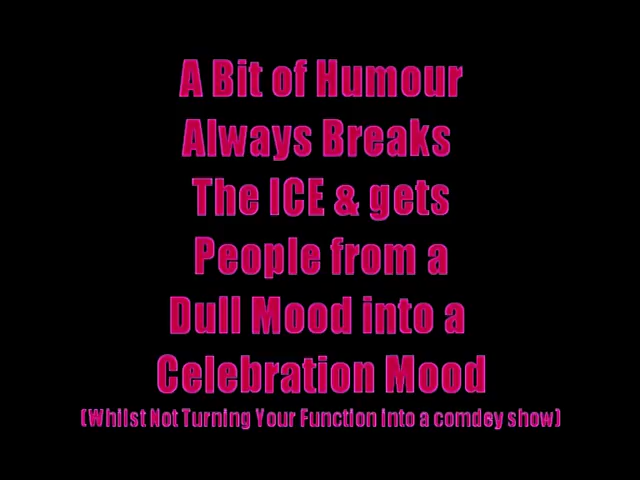 A Bit of Humour
Always Breaks
The ICE & gets
People from a
Dull Mood into a
Celebration Mood
(Whilst Not Turning Your Function into a comdey show)